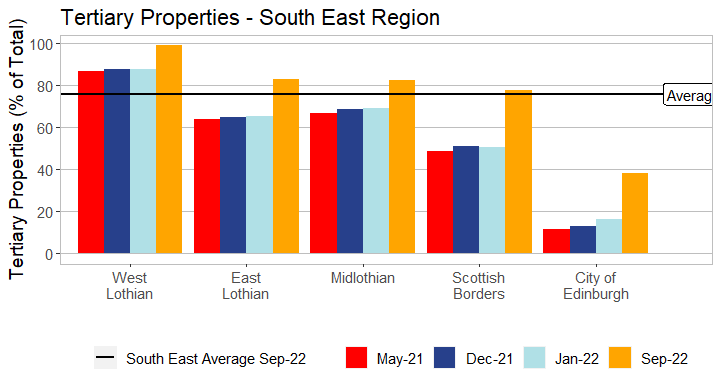 Tertiary Properties - South East Region
Tertiary Properties (% of Total)
100
80
60
40
20
0
Averag
West
Lothian
East
Lothian
Midlothian
Scottish
Borders
City of
Edinburgh
South East Average Sep-22
May-21
Dec-21
Jan-22
Sep-22